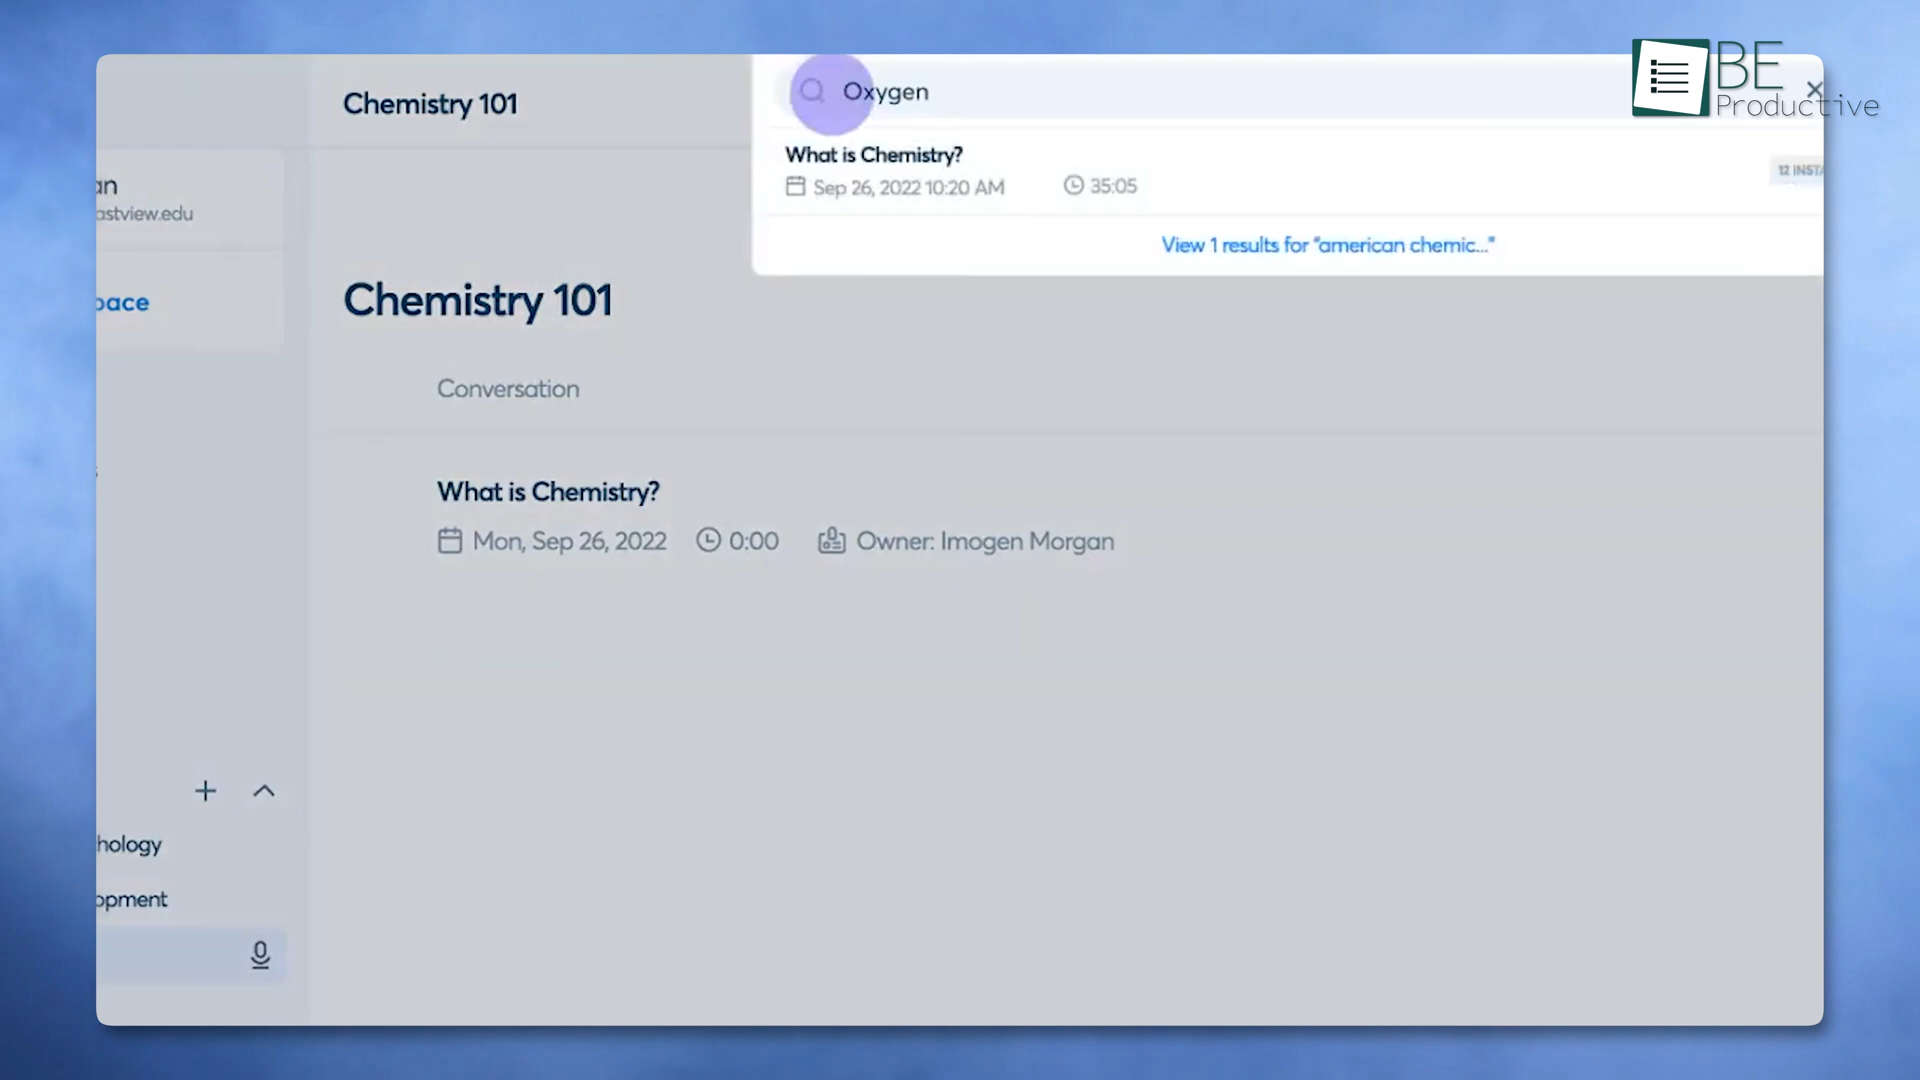 BE
Productive
Chemistry 101
Oxygen
What is Chemistry?
Sep 26, 2022 10:20 AM 35:05
12 INSTA
View 1 results for "american chemic..."
an
astview.edu
pace
Chemistry 101
Conversation
What is Chemistry?
Mon, Sep 26, 2022 0:00 Owner: Imogen Morgan
hology
opment